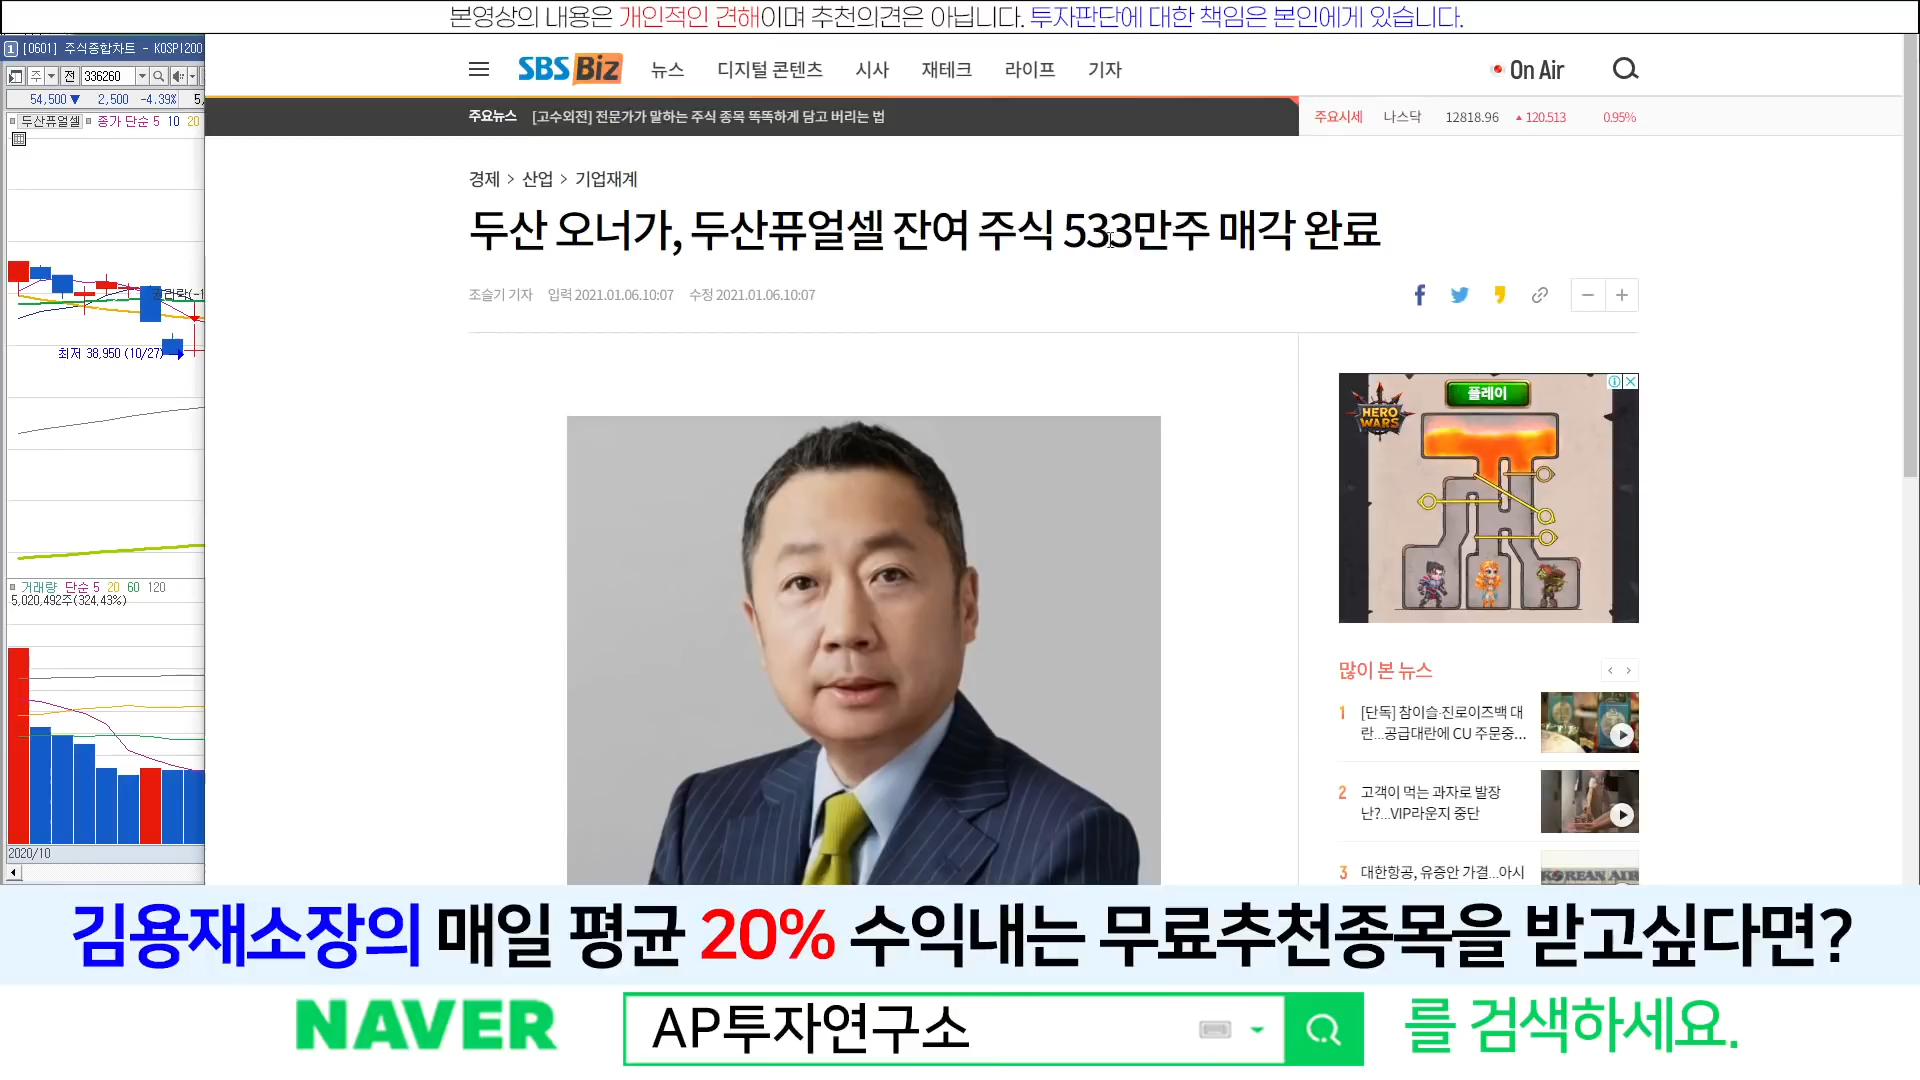 본영상의 내용은 개인적인 견해이며 추천의견은 아닙니다. 투자판단에 대한 책임은 본인에게 있습니다.
1 [0601] 주식종합차트 - KOSPI200
주 전 336260
54,500▼ 2,500 -4.39% 5,
두산퓨얼셀 종가 단순 5 10 20
최저 38,950 (10/27)
거래량 단순 5 20 60 120
5,020,492주(324.43%)
2020/10
SBS Biz 뉴스 디지털 콘텐츠 시사 재테크 라이프 기자 On Air
주요뉴스 [고수외전] 전문가가 말하는 주식 종목 똑똑하게 담고 버리는 법
주요시세 나스닥 12818.96 ▲120.513 0.95%
경제 > 산업 > 기업재계
두산 오너가, 두산퓨얼셀 잔여 주식 533만주 매각 완료
조슬기 기자 입력 2021.01.06.10:07 수정 2021.01.06.10:07
플레이
HERO WARS
많이 본 뉴스
1 [단독] 참이슬·진로이즈백 대
란…공급대란에 CU 주문중…
2 고객이 먹는 과자로 발장
난?…VIP라운지 중단
3 대한항공, 유증안 가결…아시
KOREAN AIR
김용재소장의 매일 평균 20% 수익내는 무료추천종목을 받고싶다면?
NAVER AP투자연구소 를 검색하세요.